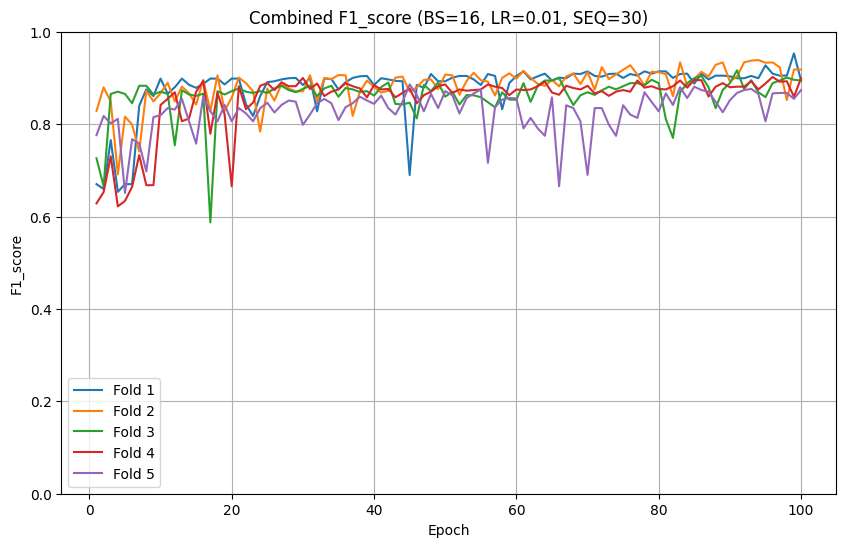 Combined F1_score (BS=16, LR=0.01, SEQ=30)
F1_score
1.0
0.8
0.6
0.4
0.2
0.0
Fold 1
Fold 2
Fold 3
Fold 4
Fold 5
0 20 40 60 80 100
Epoch